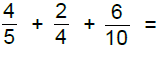 4/5 + 2/4 + 6/10 =